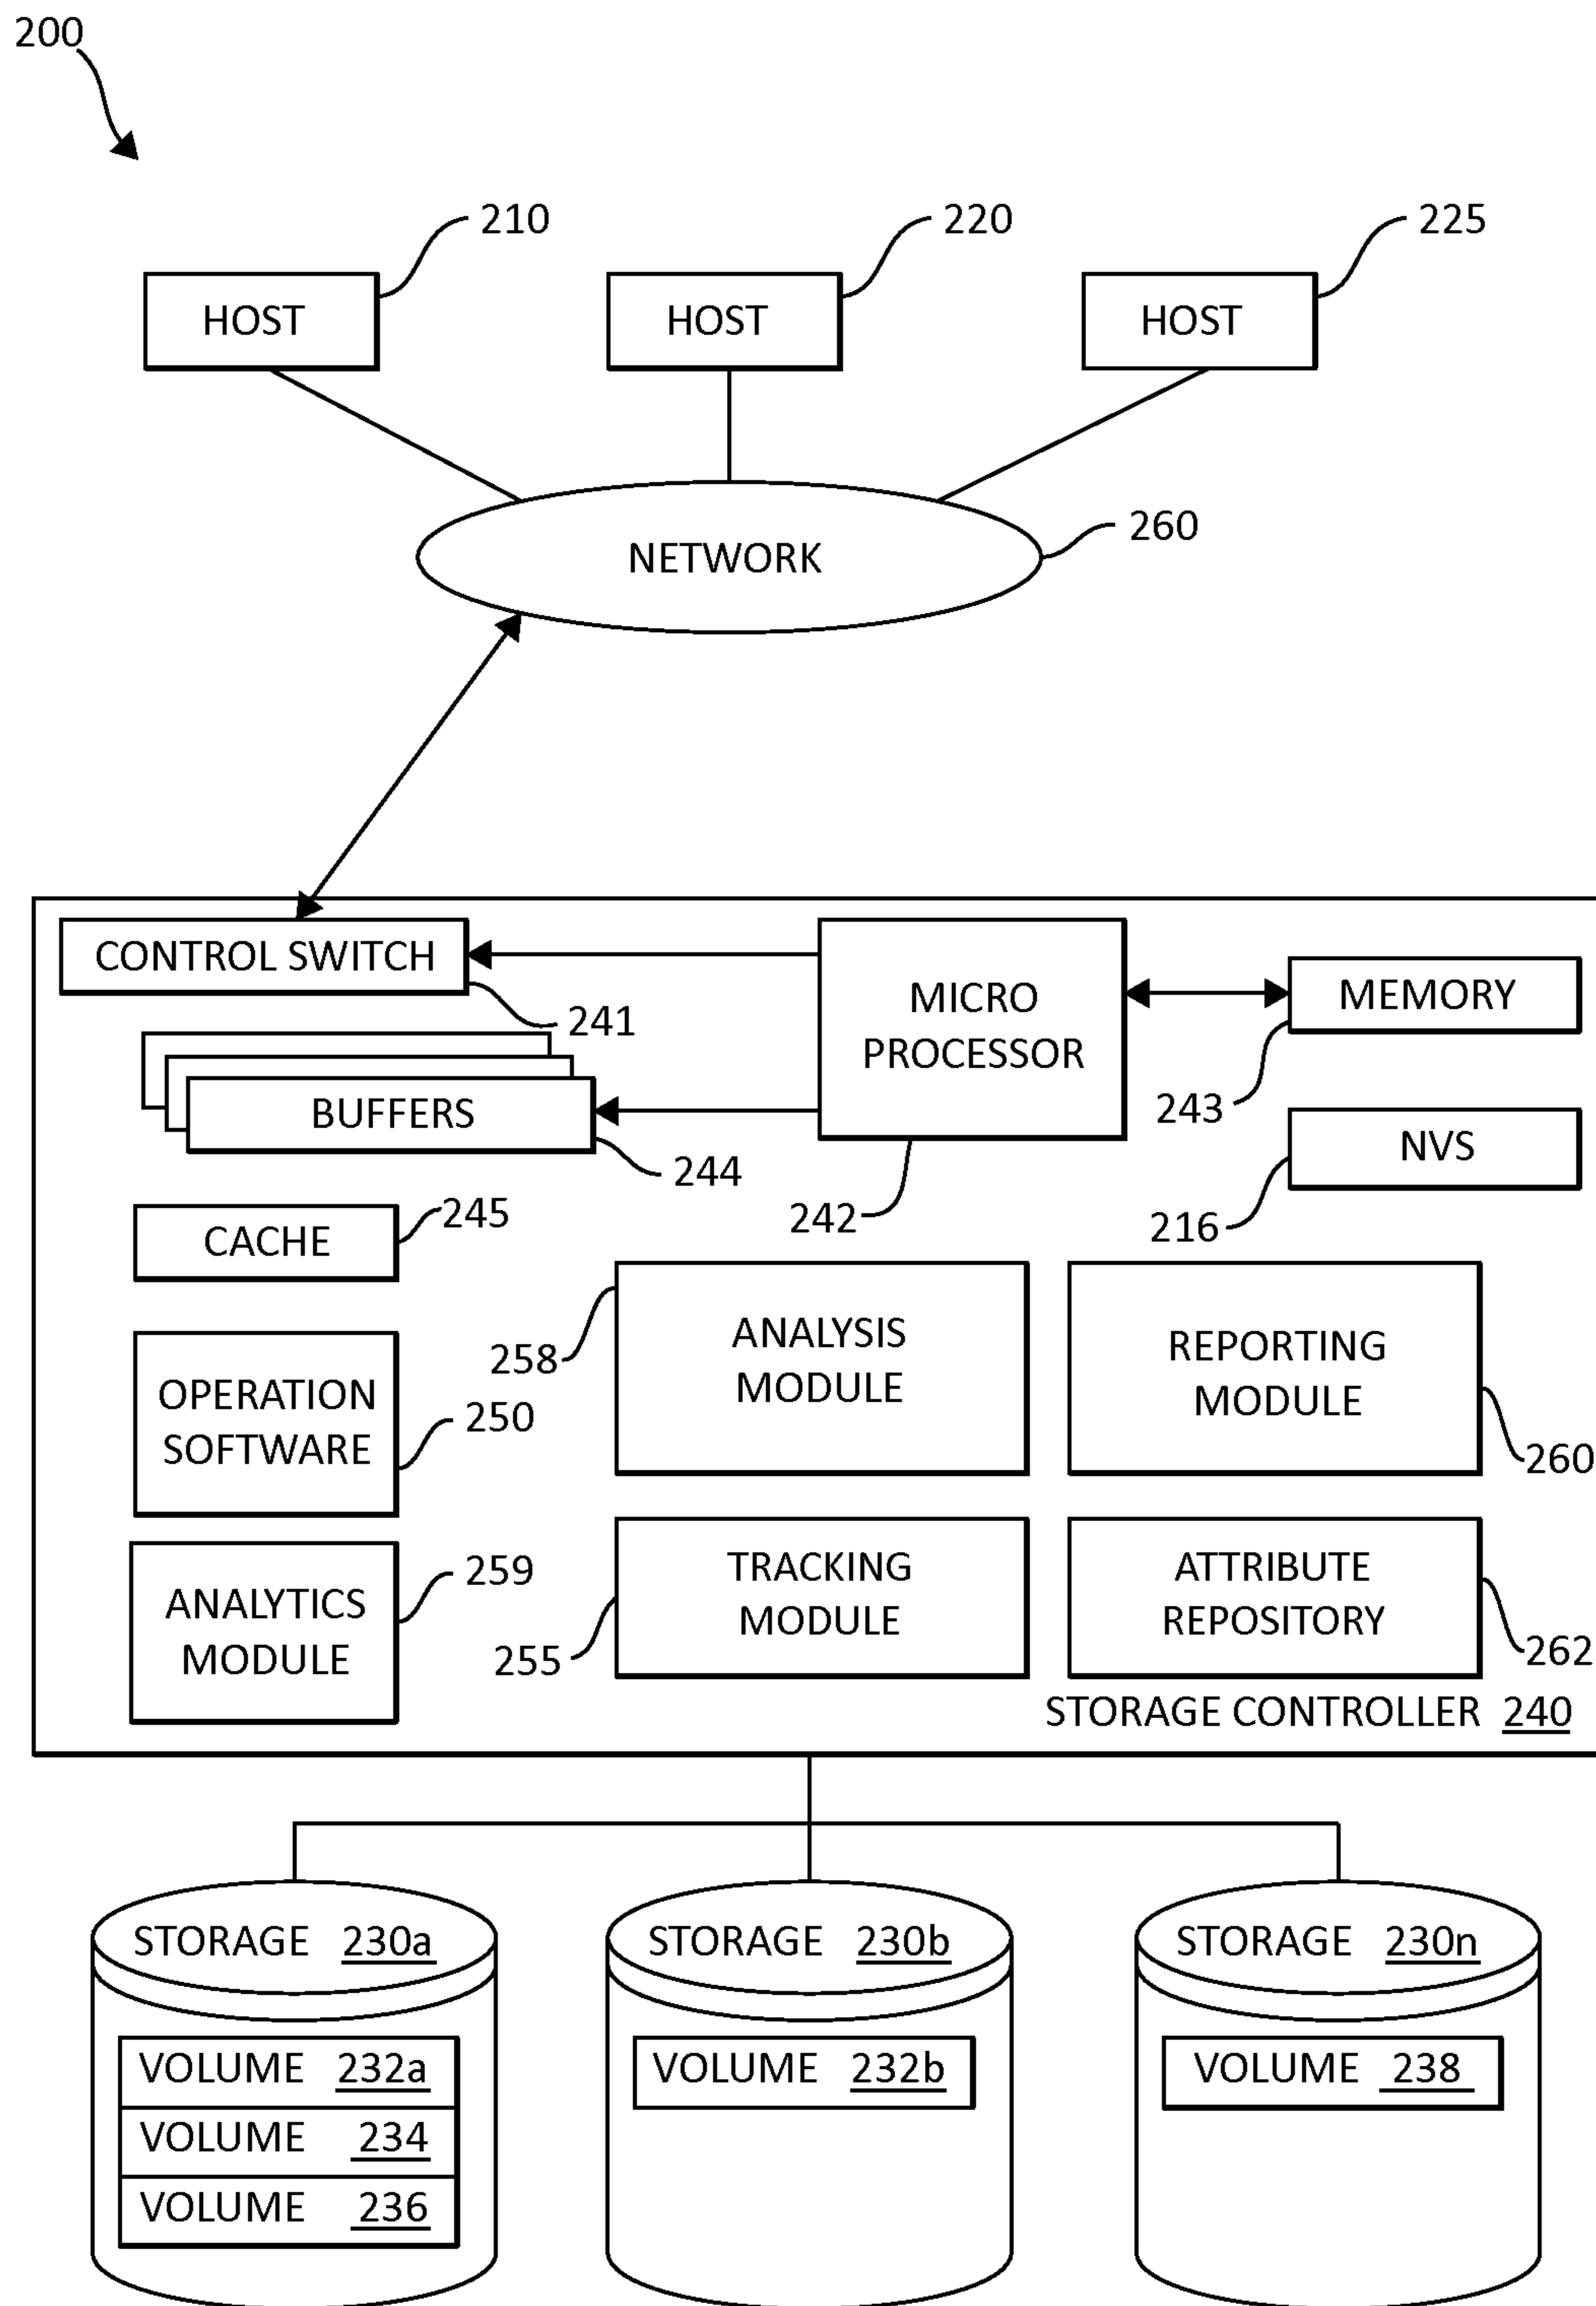 200
210
220
225
HOST
HOST
HOST
260
NETWORK
CONTROL SWITCH
241
MICRO
PROCESSOR
MEMORY
243
BUFFERS
244
242
NVS
216
CACHE
245
258
ANALYSIS
MODULE
REPORTING
MODULE
260
OPERATION
SOFTWARE
250
ANALYTICS
MODULE
259
TRACKING
MODULE
255
ATTRIBUTE
REPOSITORY
262
STORAGE CONTROLLER 240
STORAGE 230a
STORAGE 230b
STORAGE 230n
VOLUME 232a
VOLUME 234
VOLUME 236
VOLUME 232b
VOLUME 238